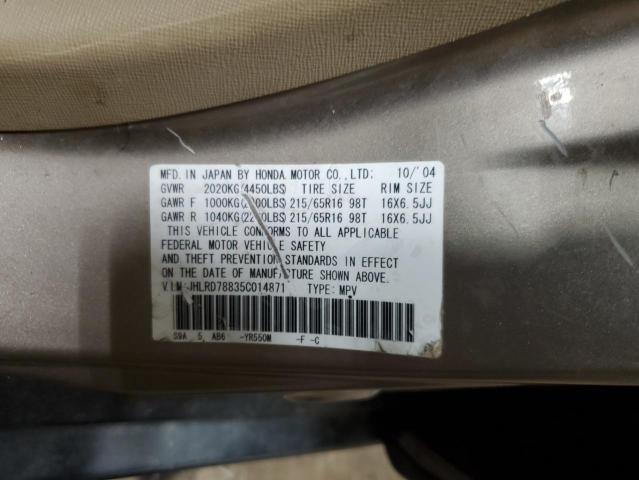 MFD. IN JAPAN BY HONDA MOTOR CO.,LTD: 10/'04
GVWR 2020KG(4450LBS) TIRE SIZE RIM SIZE
GAWR F 1000KG( LBS) 215/65R16 98T 16X6.5JJ
GAWR R 1040KG( LBS) 215/65R16 98T 16X6.5JJ
THIS VEHICLE CONFORMS TO ALL APPLICABLE
FEDERAL MOTOR VEHICLE SAFETY
AND THEFT PREVENTION STANDARDS IN EFFECT
ON THE DATE OF MANUFACTURE SHOWN ABOVE.
JHLRD78835C014871 TYPE: MPV
S9A 5 AB6 -YR550M -F -C